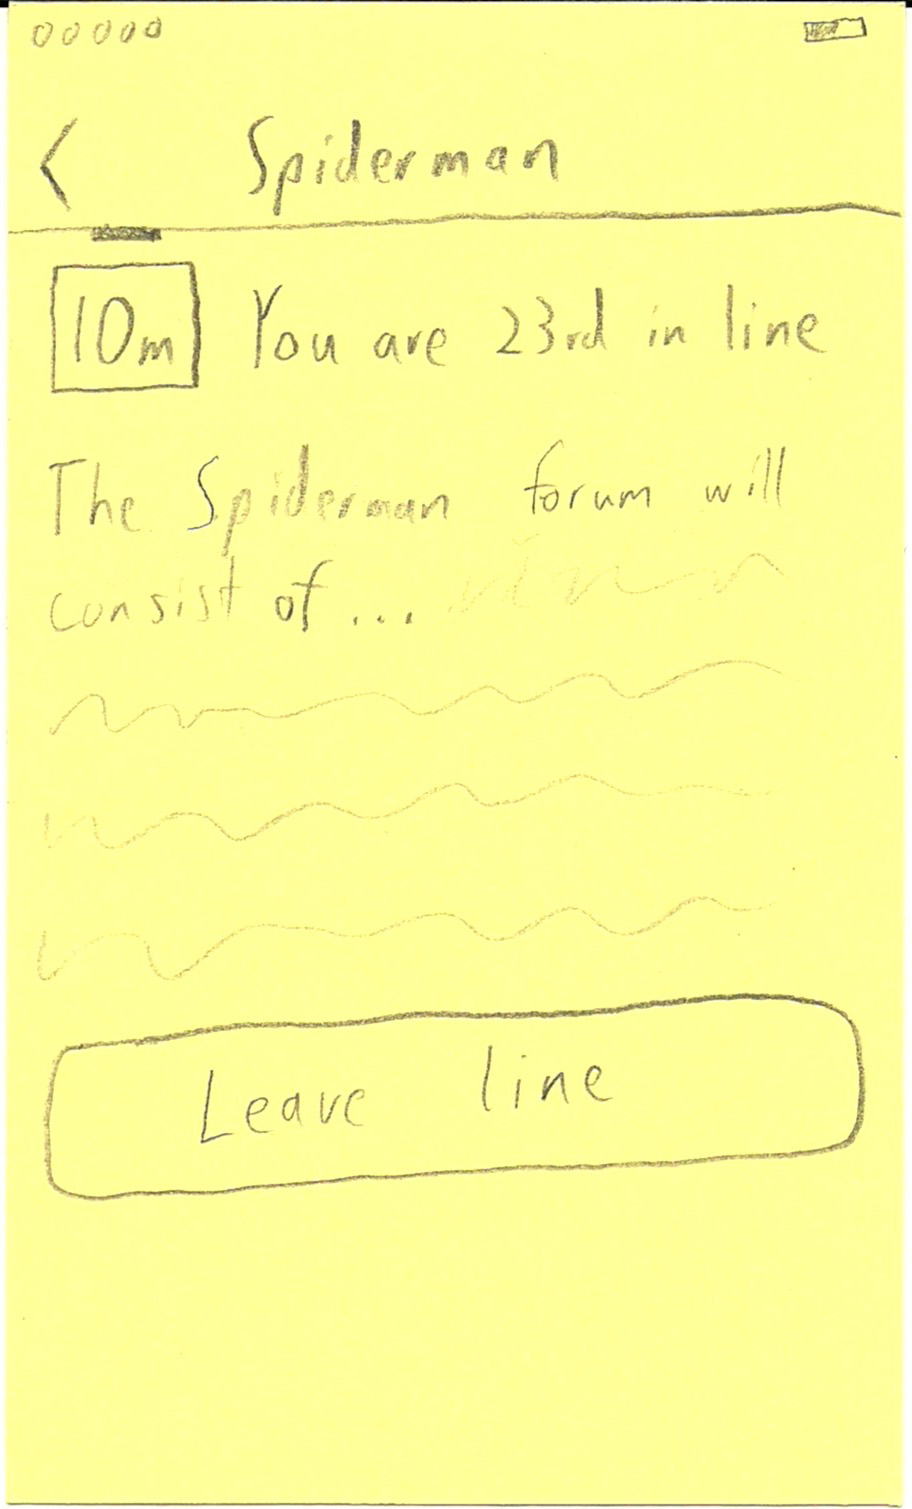 Spiderman
10m You are 23rd in line
The Spiderman forum will
consist of...
Leave line